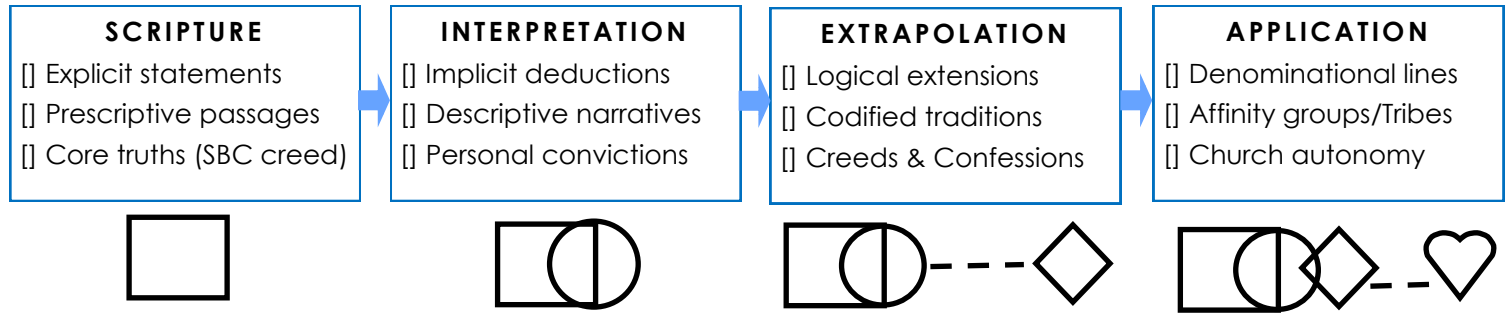 SCRIPTURE
[] Explicit statements
[] Prescriptive passages
[] Core truths (SBC creed)
INTERPRETATION
[] Implicit deductions
[] Descriptive narratives
[] Personal convictions
EXTRAPOLATION
[] Logical extensions
[] Codified traditions
[] Creeds & Confessions
APPLICATION
[] Denominational lines
[] Affinity groups/Tribes
[] Church autonomy